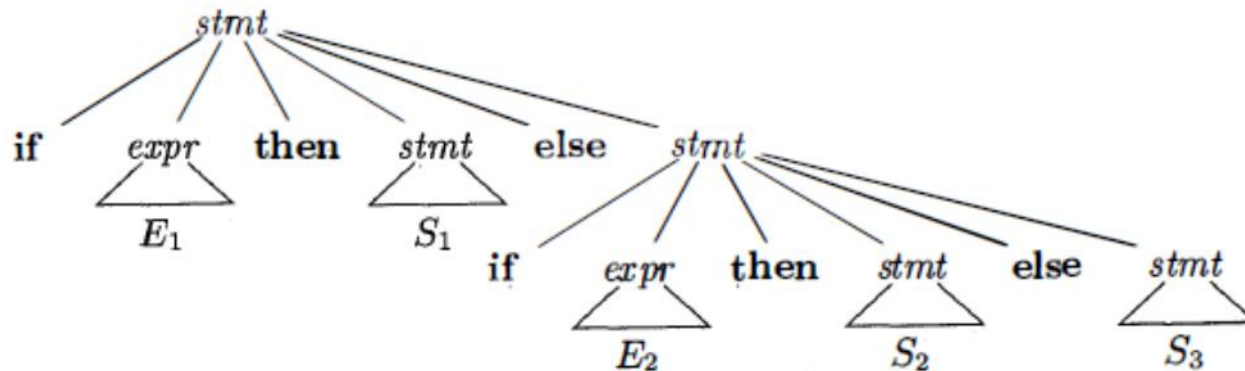 stmt
if expr then stmt else stmt
E₁ S₁
if expr then stmt else stmt
E₂ S₂ S₃